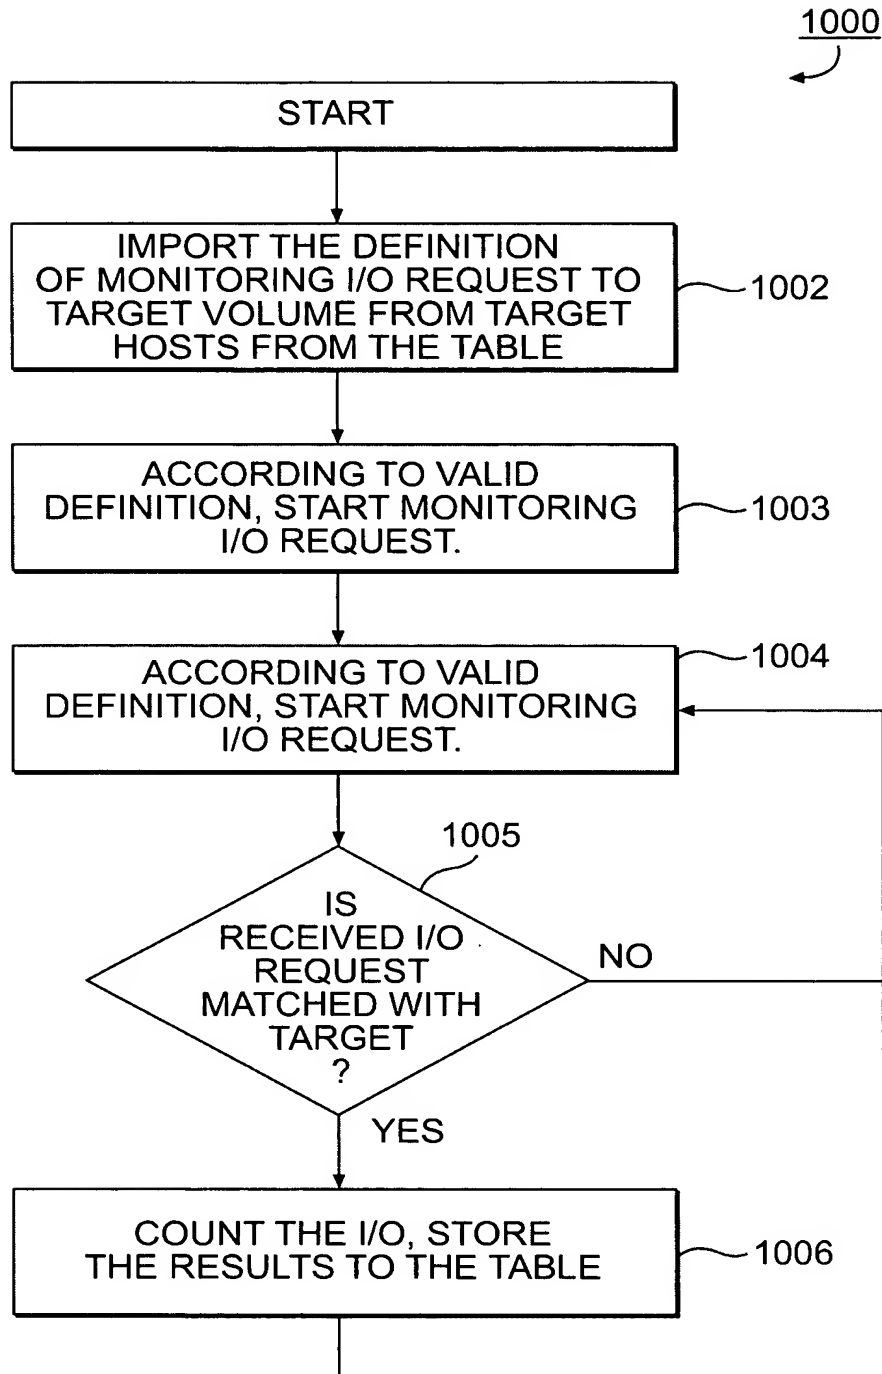 1000
START
IMPORT THE DEFINITION
OF MONITORING I/O REQUEST TO
TARGET VOLUME FROM TARGET
HOSTS FROM THE TABLE
1002
ACCORDING TO VALID
DEFINITION, START MONITORING
I/O REQUEST.
1003
ACCORDING TO VALID
DEFINITION, START MONITORING
I/O REQUEST.
1004
1005
IS
RECEIVED I/O
REQUEST
MATCHED WITH
TARGET
?
NO
YES
COUNT THE I/O, STORE
THE RESULTS TO THE TABLE
1006